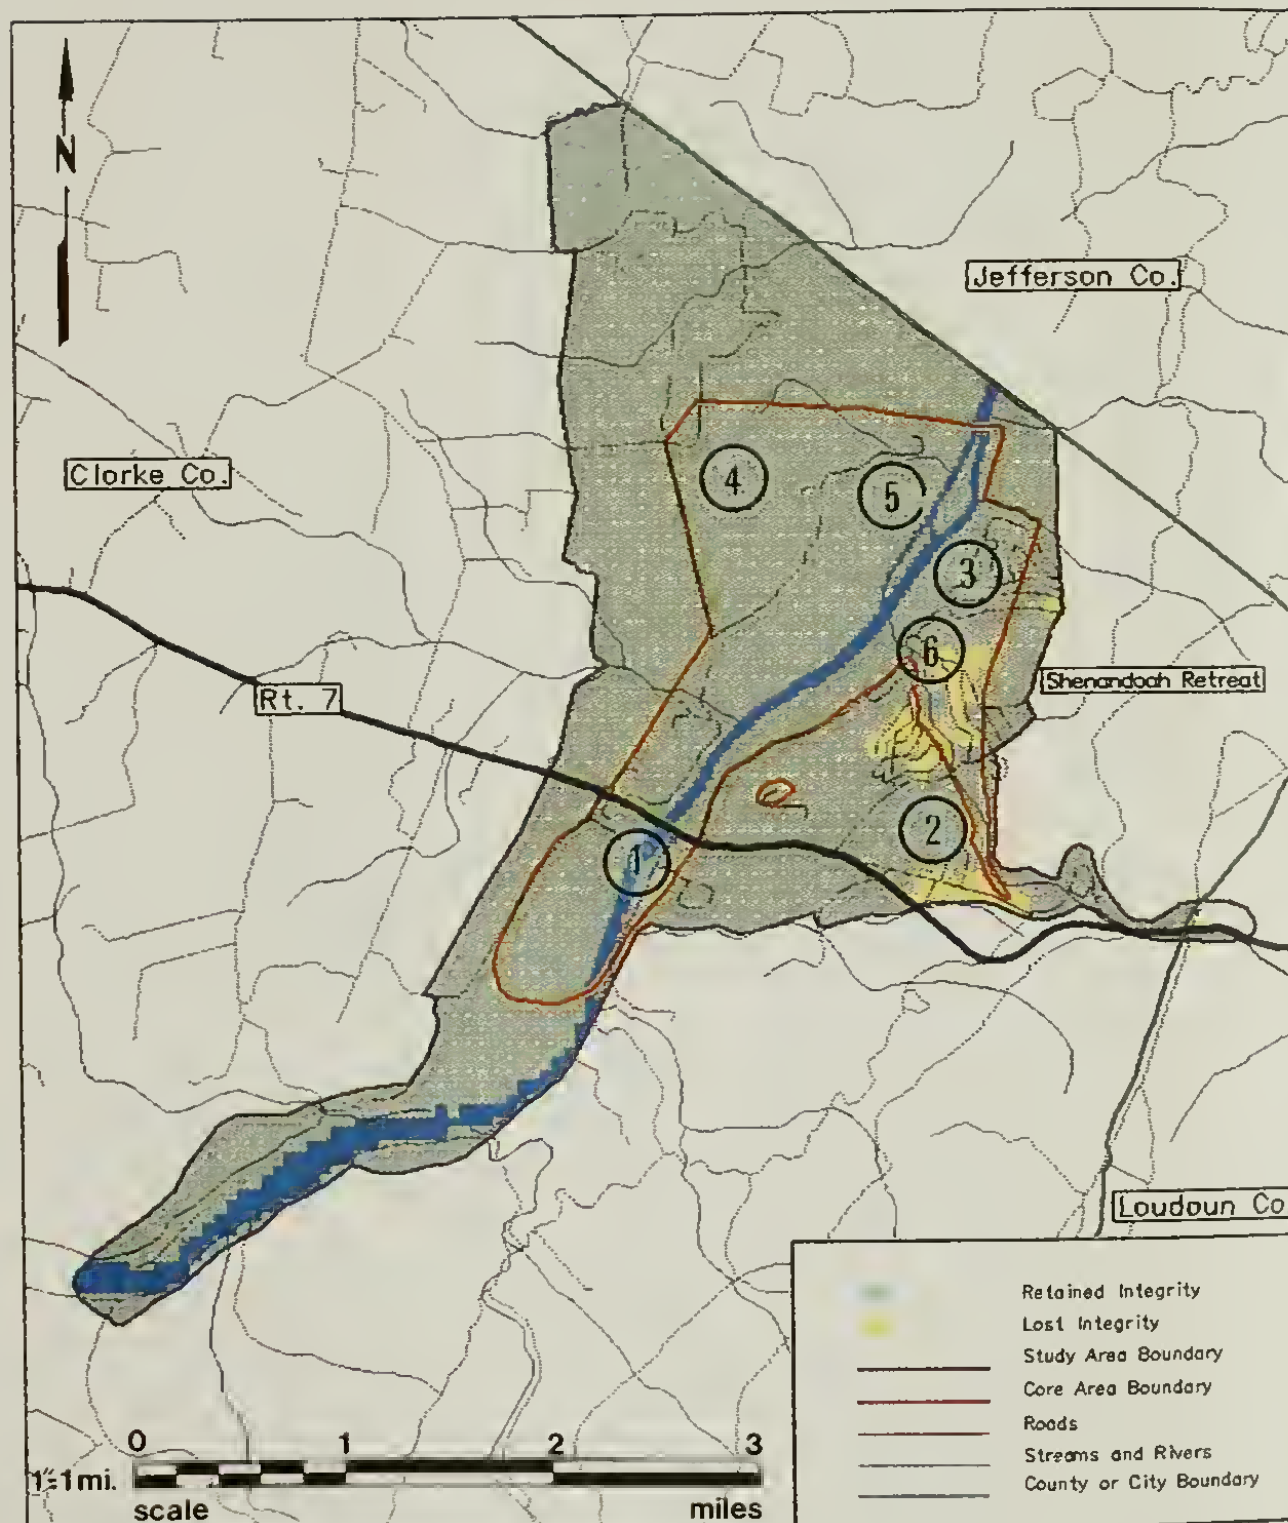 N
Jefferson Co.
Clorke Co.
4
5
3
6
Shenandoah Retreat
Rt. 7
2
1
Loudoun Co
Retained Integrity
Lost Integrity
Study Area Boundary
Core Area Boundary
Roads
Streams and Rivers
County or City Boundary
0 1 2 3
1"=1mi.
scale miles